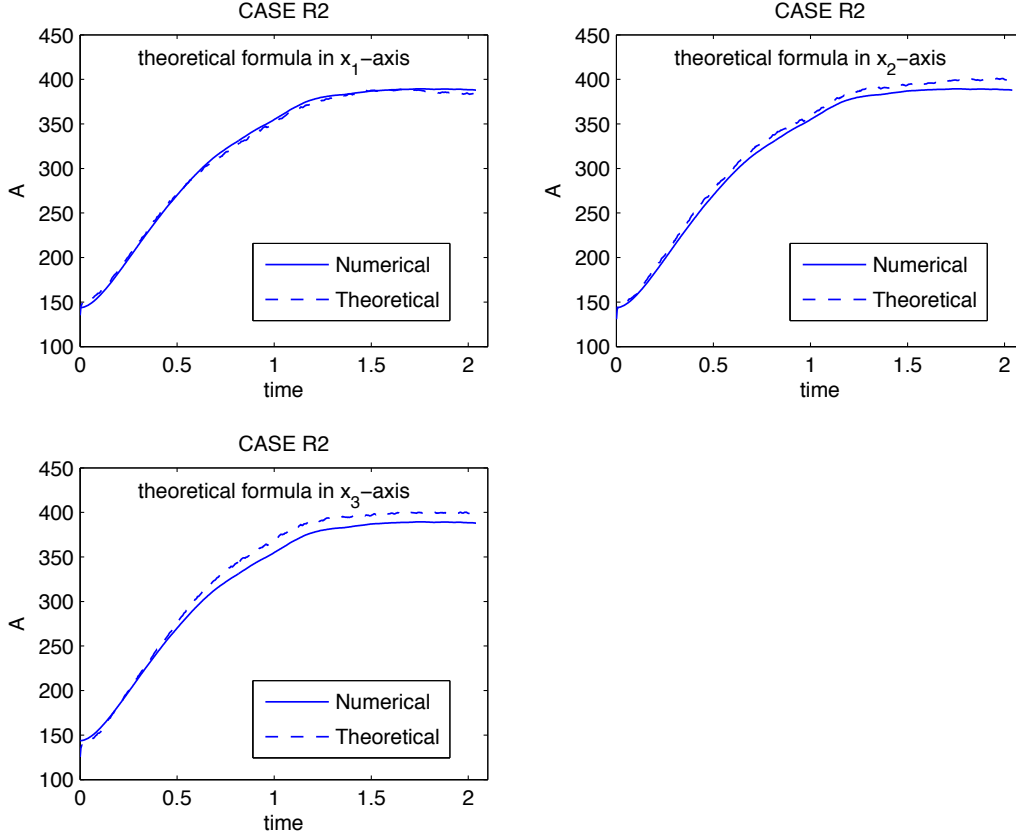 CASE R2
theoretical formula in x1-axis
450
400
350
300
250
200
150
100
A
0
0.5
1
1.5
2
time
Numerical
Theoretical
CASE R2
theoretical formula in x2-axis
450
400
350
300
250
200
150
100
A
0
0.5
1
1.5
2
time
Numerical
Theoretical
CASE R2
theoretical formula in x3-axis
450
400
350
300
250
200
150
100
A
0
0.5
1
1.5
2
time
Numerical
Theoretical